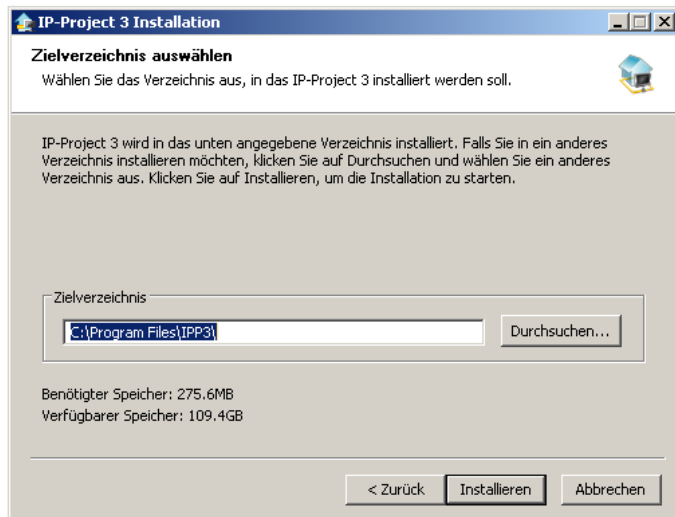 IP-Project 3 Installation
Zielverzeichnis auswählen
Wählen Sie das Verzeichnis aus, in das IP-Project 3 installiert werden soll.
IP-Project 3 wird in das unten angegebene Verzeichnis installiert. Falls Sie in ein anderes
Verzeichnis installieren möchten, klicken Sie auf Durchsuchen und wählen Sie ein anderes
Verzeichnis aus. Klicken Sie auf Installieren, um die Installation zu starten.
Zielverzeichnis
C:\Program Files\IPP3\
Durchsuchen...
Benötigter Speicher: 275.6MB
Verfügbarer Speicher: 109.4GB
< Zurück
Installieren
Abbrechen